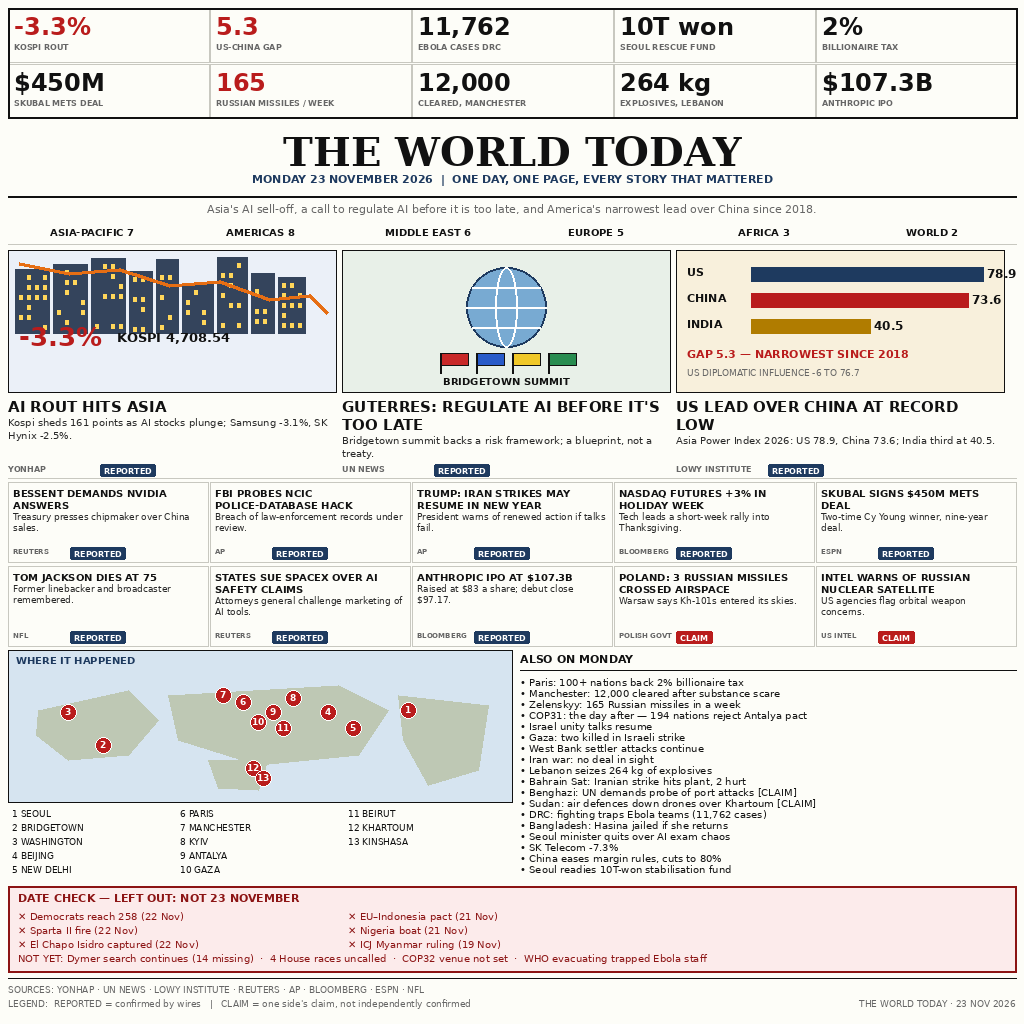 -3.3%
KOSPI ROUT
5.3
US-CHINA GAP
11,762
EBOLA CASES DRC
10T won
SEOUL RESCUE FUND
2%
BILLIONAIRE TAX
$450M
SKUBAL METS DEAL
165
RUSSIAN MISSILES / WEEK
12,000
CLEARED, MANCHESTER
264 kg
EXPLOSIVES, LEBANON
$107.3B
ANTHROPIC IPO
THE WORLD TODAY
MONDAY 23 NOVEMBER 2026 | ONE DAY, ONE PAGE, EVERY STORY THAT MATTERED
Asia's AI sell-off, a call to regulate AI before it is too late, and America's narrowest lead over China since 2018.
ASIA-PACIFIC 7
AMERICAS 8
MIDDLE EAST 6
EUROPE 5
AFRICA 3
WORLD 2
-3.3%
KOSPI 4,708.54
AI ROUT HITS ASIA
Kospi sheds 161 points as AI stocks plunge; Samsung -3.1%, SK
Hynix -2.5%.
YONHAP
REPORTED
BRIDGETOWN SUMMIT
GUTERRES: REGULATE AI BEFORE IT'S
TOO LATE
Bridgetown summit backs a risk framework; a blueprint, not a
treaty.
UN NEWS
REPORTED
US
78.9
CHINA
73.6
INDIA
40.5
GAP 5.3 — NARROWEST SINCE 2018
US DIPLOMATIC INFLUENCE -6 TO 76.7
US LEAD OVER CHINA AT RECORD
LOW
Asia Power Index 2026: US 78.9, China 73.6; India third at 40.5.
LOWY INSTITUTE
REPORTED
BESSENT DEMANDS NVIDIA
ANSWERS
Treasury presses chipmaker over China
sales.
REUTERS
REPORTED
FBI PROBES NCIC
POLICE-DATABASE HACK
Breach of law-enforcement records under
review.
AP
REPORTED
TRUMP: IRAN STRIKES MAY
RESUME IN NEW YEAR
President warns of renewed action if talks
fail.
AP
REPORTED
NASDAQ FUTURES +3% IN
HOLIDAY WEEK
Tech leads a short-week rally into
Thanksgiving.
BLOOMBERG
REPORTED
SKUBAL SIGNS $450M METS
DEAL
Two-time Cy Young winner, nine-year
deal.
ESPN
REPORTED
TOM JACKSON DIES AT 75
Former linebacker and broadcaster
remembered.
NFL
REPORTED
STATES SUE SPACEX OVER AI
SAFETY CLAIMS
Attorneys general challenge marketing of
AI tools.
REUTERS
REPORTED
ANTHROPIC IPO AT $107.3B
Raised at $83 a share; debut close
$97.17.
BLOOMBERG
REPORTED
POLAND: 3 RUSSIAN MISSILES
CROSSED AIRSPACE
Warsaw says Kh-101s entered its skies.
POLISH GOVT
CLAIM
INTEL WARNS OF RUSSIAN
NUCLEAR SATELLITE
US agencies flag orbital weapon
concerns.
US INTEL
CLAIM
WHERE IT HAPPENED
7
6
8
3
10
9
11
4
5
1
2
12
13
1 SEOUL
2 BRIDGETOWN
3 WASHINGTON
4 BEIJING
5 NEW DELHI
6 PARIS
7 MANCHESTER
8 KYIV
9 ANTALYA
10 GAZA
11 BEIRUT
12 KHARTOUM
13 KINSHASA
ALSO ON MONDAY
• Paris: 100+ nations back 2% billionaire tax
• Manchester: 12,000 cleared after substance scare
• Zelenskyy: 165 Russian missiles in a week
• COP31: the day after — 194 nations reject Antalya pact
• Israel unity talks resume
• Gaza: two killed in Israeli strike
• West Bank settler attacks continue
• Iran war: no deal in sight
• Lebanon seizes 264 kg of explosives
• Bahrain Sat: Iranian strike hits plant, 2 hurt
• Benghazi: UN demands probe of port attacks [CLAIM]
• Sudan: air defences down drones over Khartoum [CLAIM]
• DRC: fighting traps Ebola teams (11,762 cases)
• Bangladesh: Hasina jailed if she returns
• Seoul minister quits over AI exam chaos
• SK Telecom -7.3%
• China eases margin rules, cuts to 80%
• Seoul readies 10T-won stabilisation fund
DATE CHECK — LEFT OUT: NOT 23 NOVEMBER
✕ Democrats reach 258 (22 Nov)
✕ Sparta II fire (22 Nov)
✕ El Chapo Isidro captured (22 Nov)
✕ EU–Indonesia pact (21 Nov)
✕ Nigeria boat (21 Nov)
✕ ICJ Myanmar ruling (19 Nov)
NOT YET: Dymer search continues (14 missing) · 4 House races uncalled · COP32 venue not set · WHO evacuating trapped Ebola staff
SOURCES: YONHAP · UN NEWS · LOWY INSTITUTE · REUTERS · AP · BLOOMBERG · ESPN · NFL
LEGEND: REPORTED = confirmed by wires | CLAIM = one side's claim, not independently confirmed
THE WORLD TODAY · 23 NOV 2026